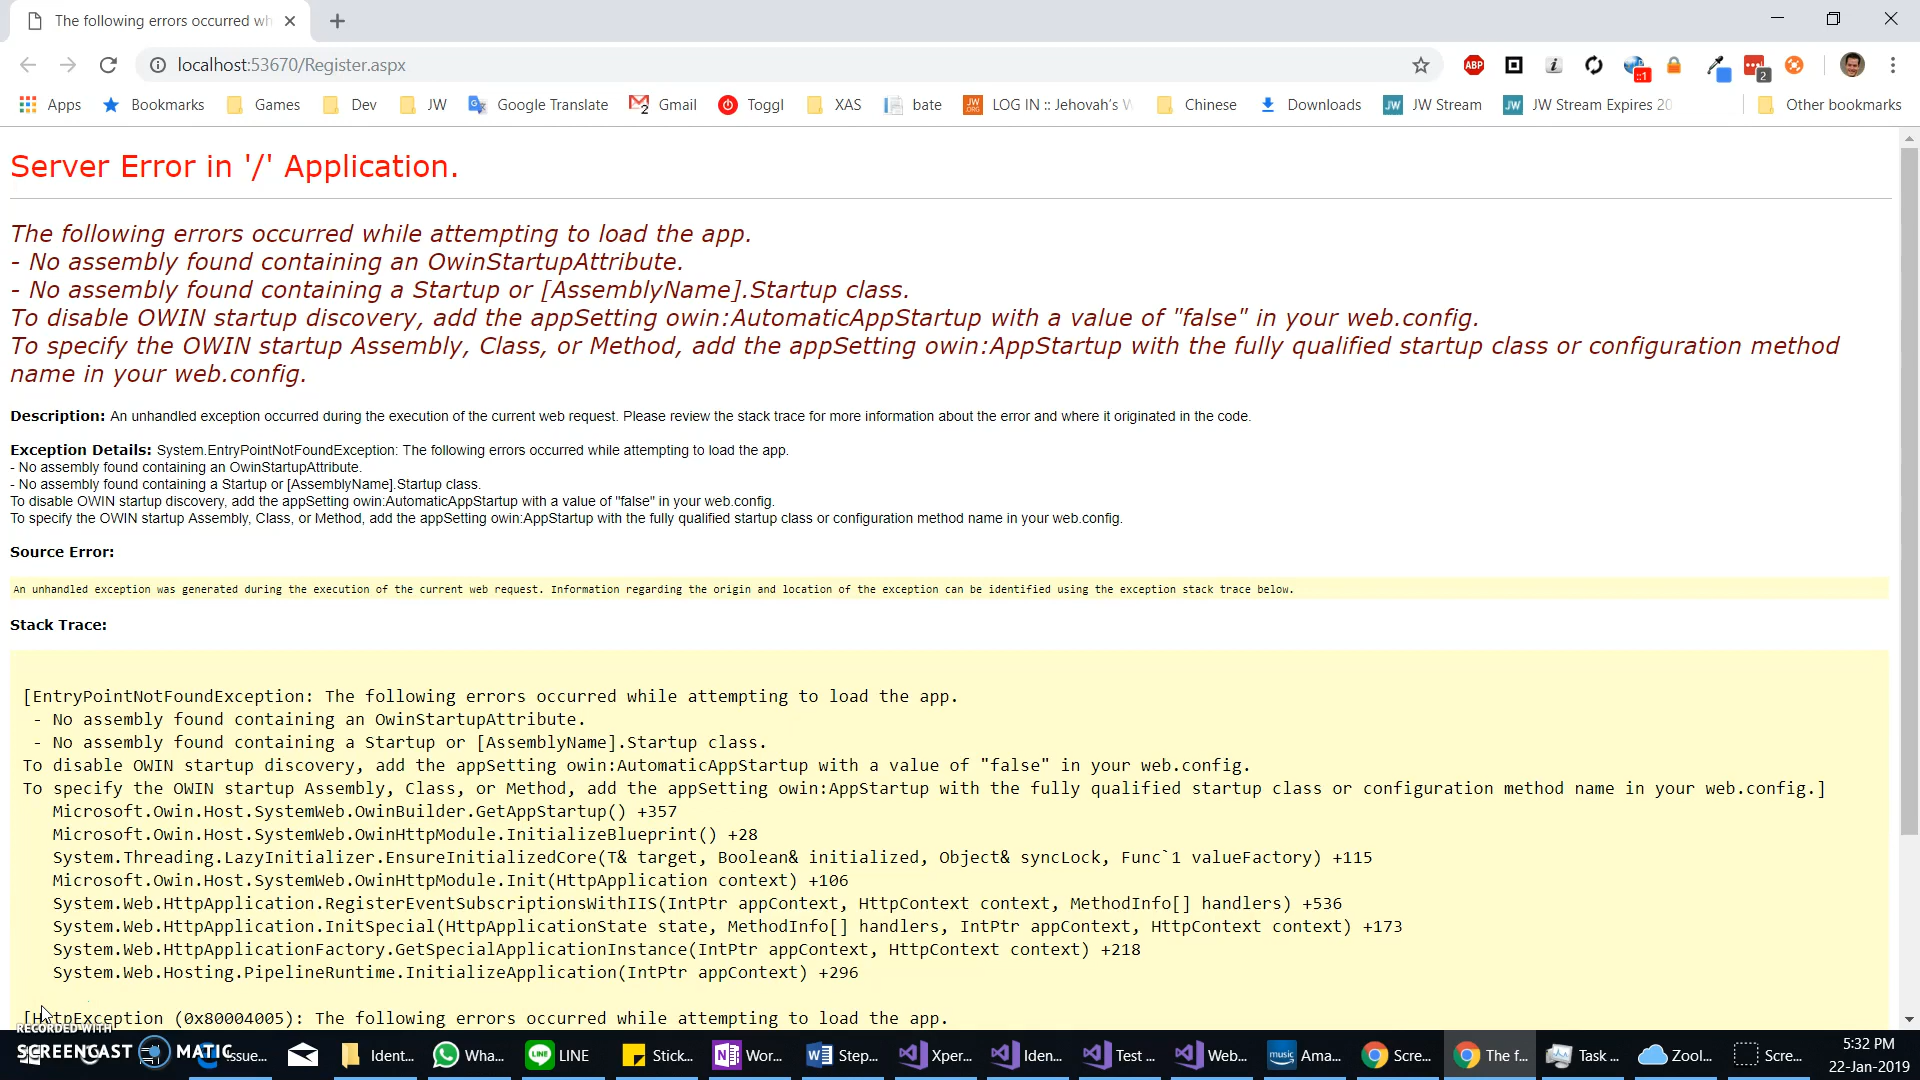 The following errors occurred wh
localhost:53670/Register.aspx
ABP
i
::1
2
Apps
Bookmarks
Games
Dev
JW
Google Translate
Gmail
Toggl
XAS
bate
LOG IN :: Jehovah's W
Chinese
Downloads
JW Stream
JW Stream Expires 20
Other bookmarks
Server Error in '/' Application.
The following errors occurred while attempting to load the app.
- No assembly found containing an OwinStartupAttribute.
- No assembly found containing a Startup or [AssemblyName].Startup class.
To disable OWIN startup discovery, add the appSetting owin:AutomaticAppStartup with a value of "false" in your web.config.
To specify the OWIN startup Assembly, Class, or Method, add the appSetting owin:AppStartup with the fully qualified startup class or configuration method
name in your web.config.
Description: An unhandled exception occurred during the execution of the current web request. Please review the stack trace for more information about the error and where it originated in the code.
Exception Details: System.EntryPointNotFoundException: The following errors occurred while attempting to load the app.
- No assembly found containing an OwinStartupAttribute.
- No assembly found containing a Startup or [AssemblyName].Startup class.
To disable OWIN startup discovery, add the appSetting owin:AutomaticAppStartup with a value of "false" in your web.config.
To specify the OWIN startup Assembly, Class, or Method, add the appSetting owin:AppStartup with the fully qualified startup class or configuration method name in your web.config.
Source Error:
An unhandled exception was generated during the execution of the current web request. Information regarding the origin and location of the exception can be identified using the exception stack trace below.
Stack Trace:
[EntryPointNotFoundException: The following errors occurred while attempting to load the app.
- No assembly found containing an OwinStartupAttribute.
- No assembly found containing a Startup or [AssemblyName].Startup class.
To disable OWIN startup discovery, add the appSetting owin:AutomaticAppStartup with a value of "false" in your web.config.
To specify the OWIN startup Assembly, Class, or Method, add the appSetting owin:AppStartup with the fully qualified startup class or configuration method name in your web.config.]
Microsoft.Owin.Host.SystemWeb.OwinBuilder.GetAppStartup() +357
Microsoft.Owin.Host.SystemWeb.OwinHttpModule.InitializeBlueprint() +28
System.Threading.LazyInitializer.EnsureInitializedCore(T& target, Boolean& initialized, Object& syncLock, Func`1 valueFactory) +115
Microsoft.Owin.Host.SystemWeb.OwinHttpModule.Init(HttpApplication context) +106
System.Web.HttpApplication.RegisterEventSubscriptionsWithIIS(IntPtr appContext, HttpContext context, MethodInfo[] handlers) +536
System.Web.HttpApplication.InitSpecial(HttpApplicationState state, MethodInfo[] handlers, IntPtr appContext, HttpContext context) +173
System.Web.HttpApplicationFactory.GetSpecialApplicationInstance(IntPtr appContext, HttpContext context) +218
System.Web.Hosting.PipelineRuntime.InitializeApplication(IntPtr appContext) +296
[HttpException (0x80004005): The following errors occurred while attempting to load the app.
RECORDED WITH
SCREENCAST MATIC
Issue...
Ident...
Wha...
LINE
Stick...
Wor...
Step...
Xper...
Iden...
Test ...
Web...
music
Ama...
Scre...
The f...
Task ...
Zool...
Scre...
5:32 PM
22-Jan-2019